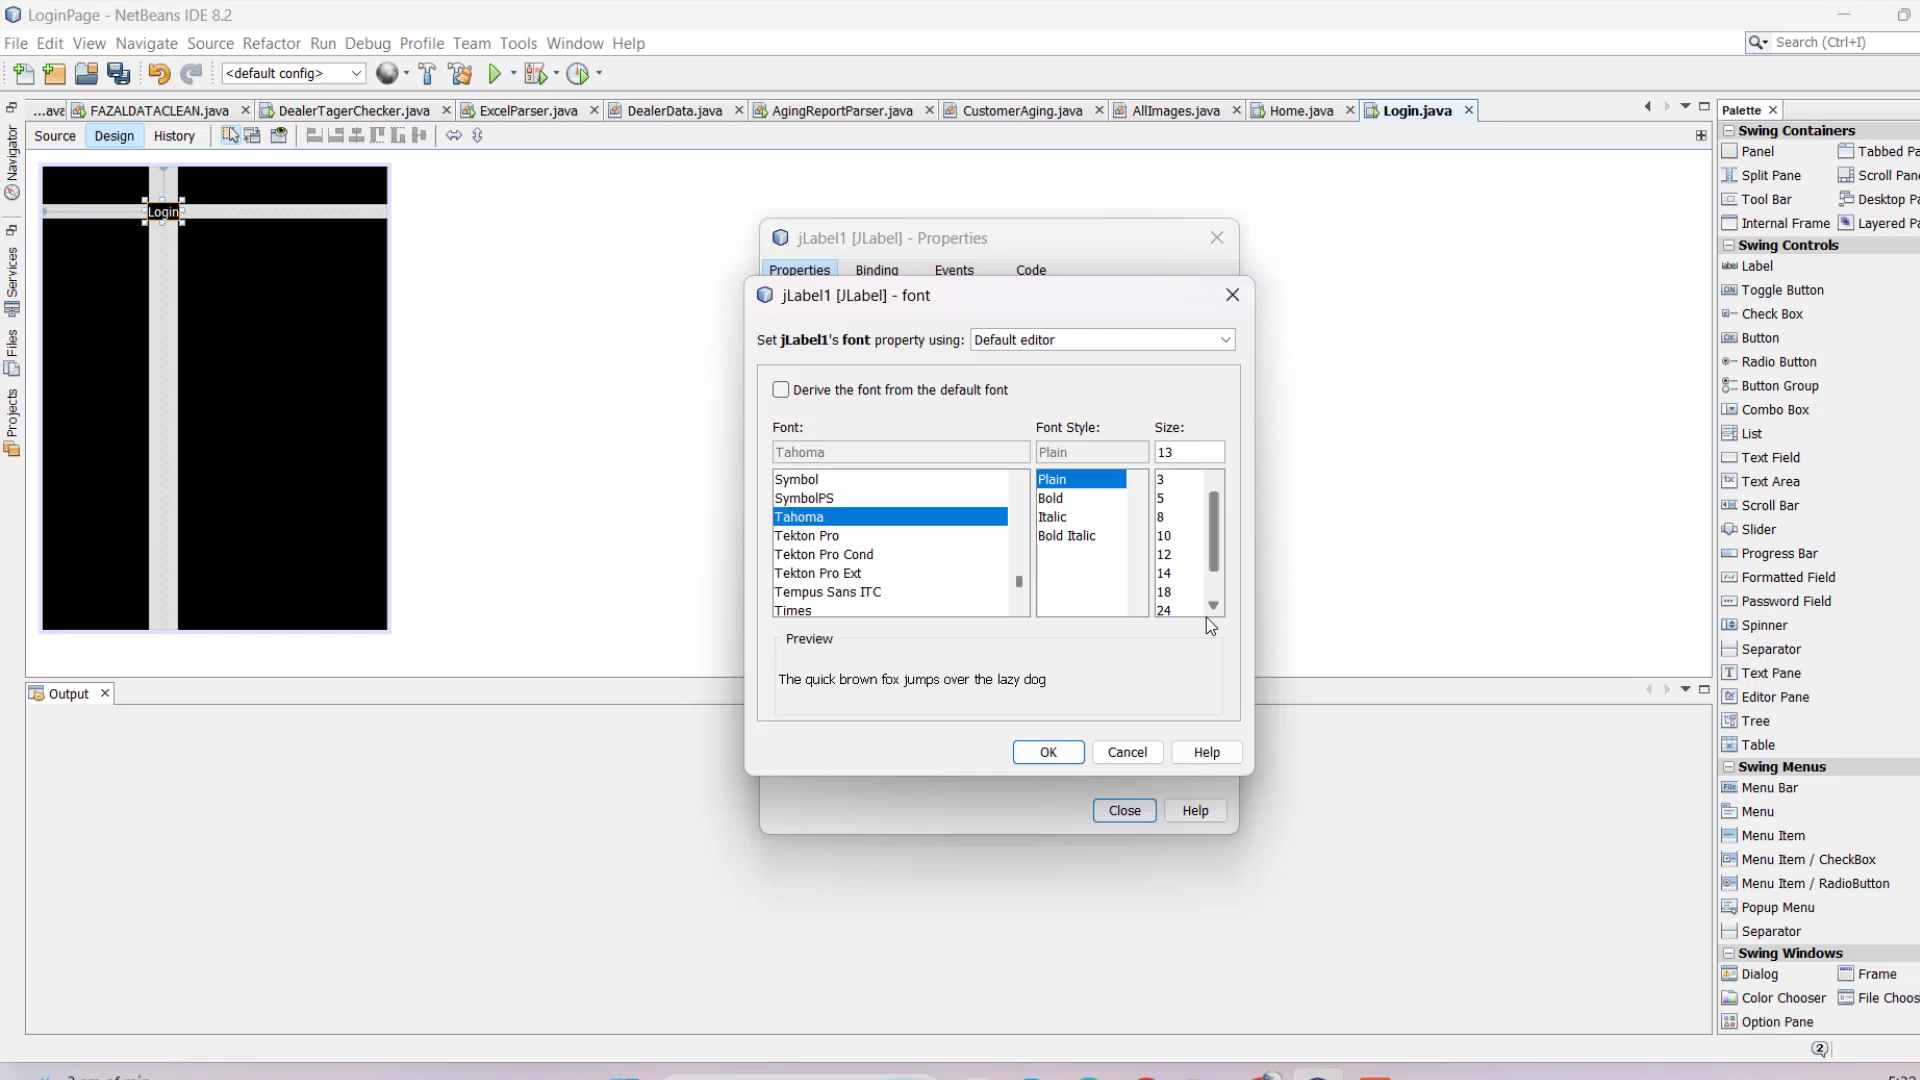 LoginPage - NetBeans IDE 8.2
File Edit View Navigate Source Refactor Run Debug Profile Team Tools Window Help
Search (Ctrl+I)
<default config>
...ava FAZALDATACLEAN.java DealerTagerChecker.java ExcelParser.java DealerData.java AgingReportParser.java CustomerAging.java AllImages.java Home.java Login.java
Palette
Source Design History
Swing Containers
Panel Tabbed Pa
Split Pane Scroll Pane
Tool Bar Desktop Pa
Internal Frame Layered Pa
Swing Controls
Label
Toggle Button
Check Box
Button
Radio Button
Button Group
Combo Box
List
Text Field
Text Area
Scroll Bar
Slider
Progress Bar
Formatted Field
Password Field
Spinner
Separator
Text Pane
Editor Pane
Tree
Table
Swing Menus
Menu Bar
Menu
Menu Item
Menu Item / CheckBox
Menu Item / RadioButton
Popup Menu
Separator
Swing Windows
Dialog Frame
Color Chooser File Choos
Option Pane
Navigator
Services
Files
Projects
Login
jLabel1 [JLabel] - Properties
Properties Binding Events Code
jLabel1 [JLabel] - font
Set jLabel1's font property using: Default editor
Derive the font from the default font
Font: Font Style: Size:
Tahoma Plain 13
Symbol Plain 3
SymbolPS Bold 5
Tahoma Italic 8
Tekton Pro Bold Italic 10
Tekton Pro Cond 12
Tekton Pro Ext 14
Tempus Sans ITC 18
Times 24
Preview
The quick brown fox jumps over the lazy dog
OK Cancel Help
Close Help
Output
2